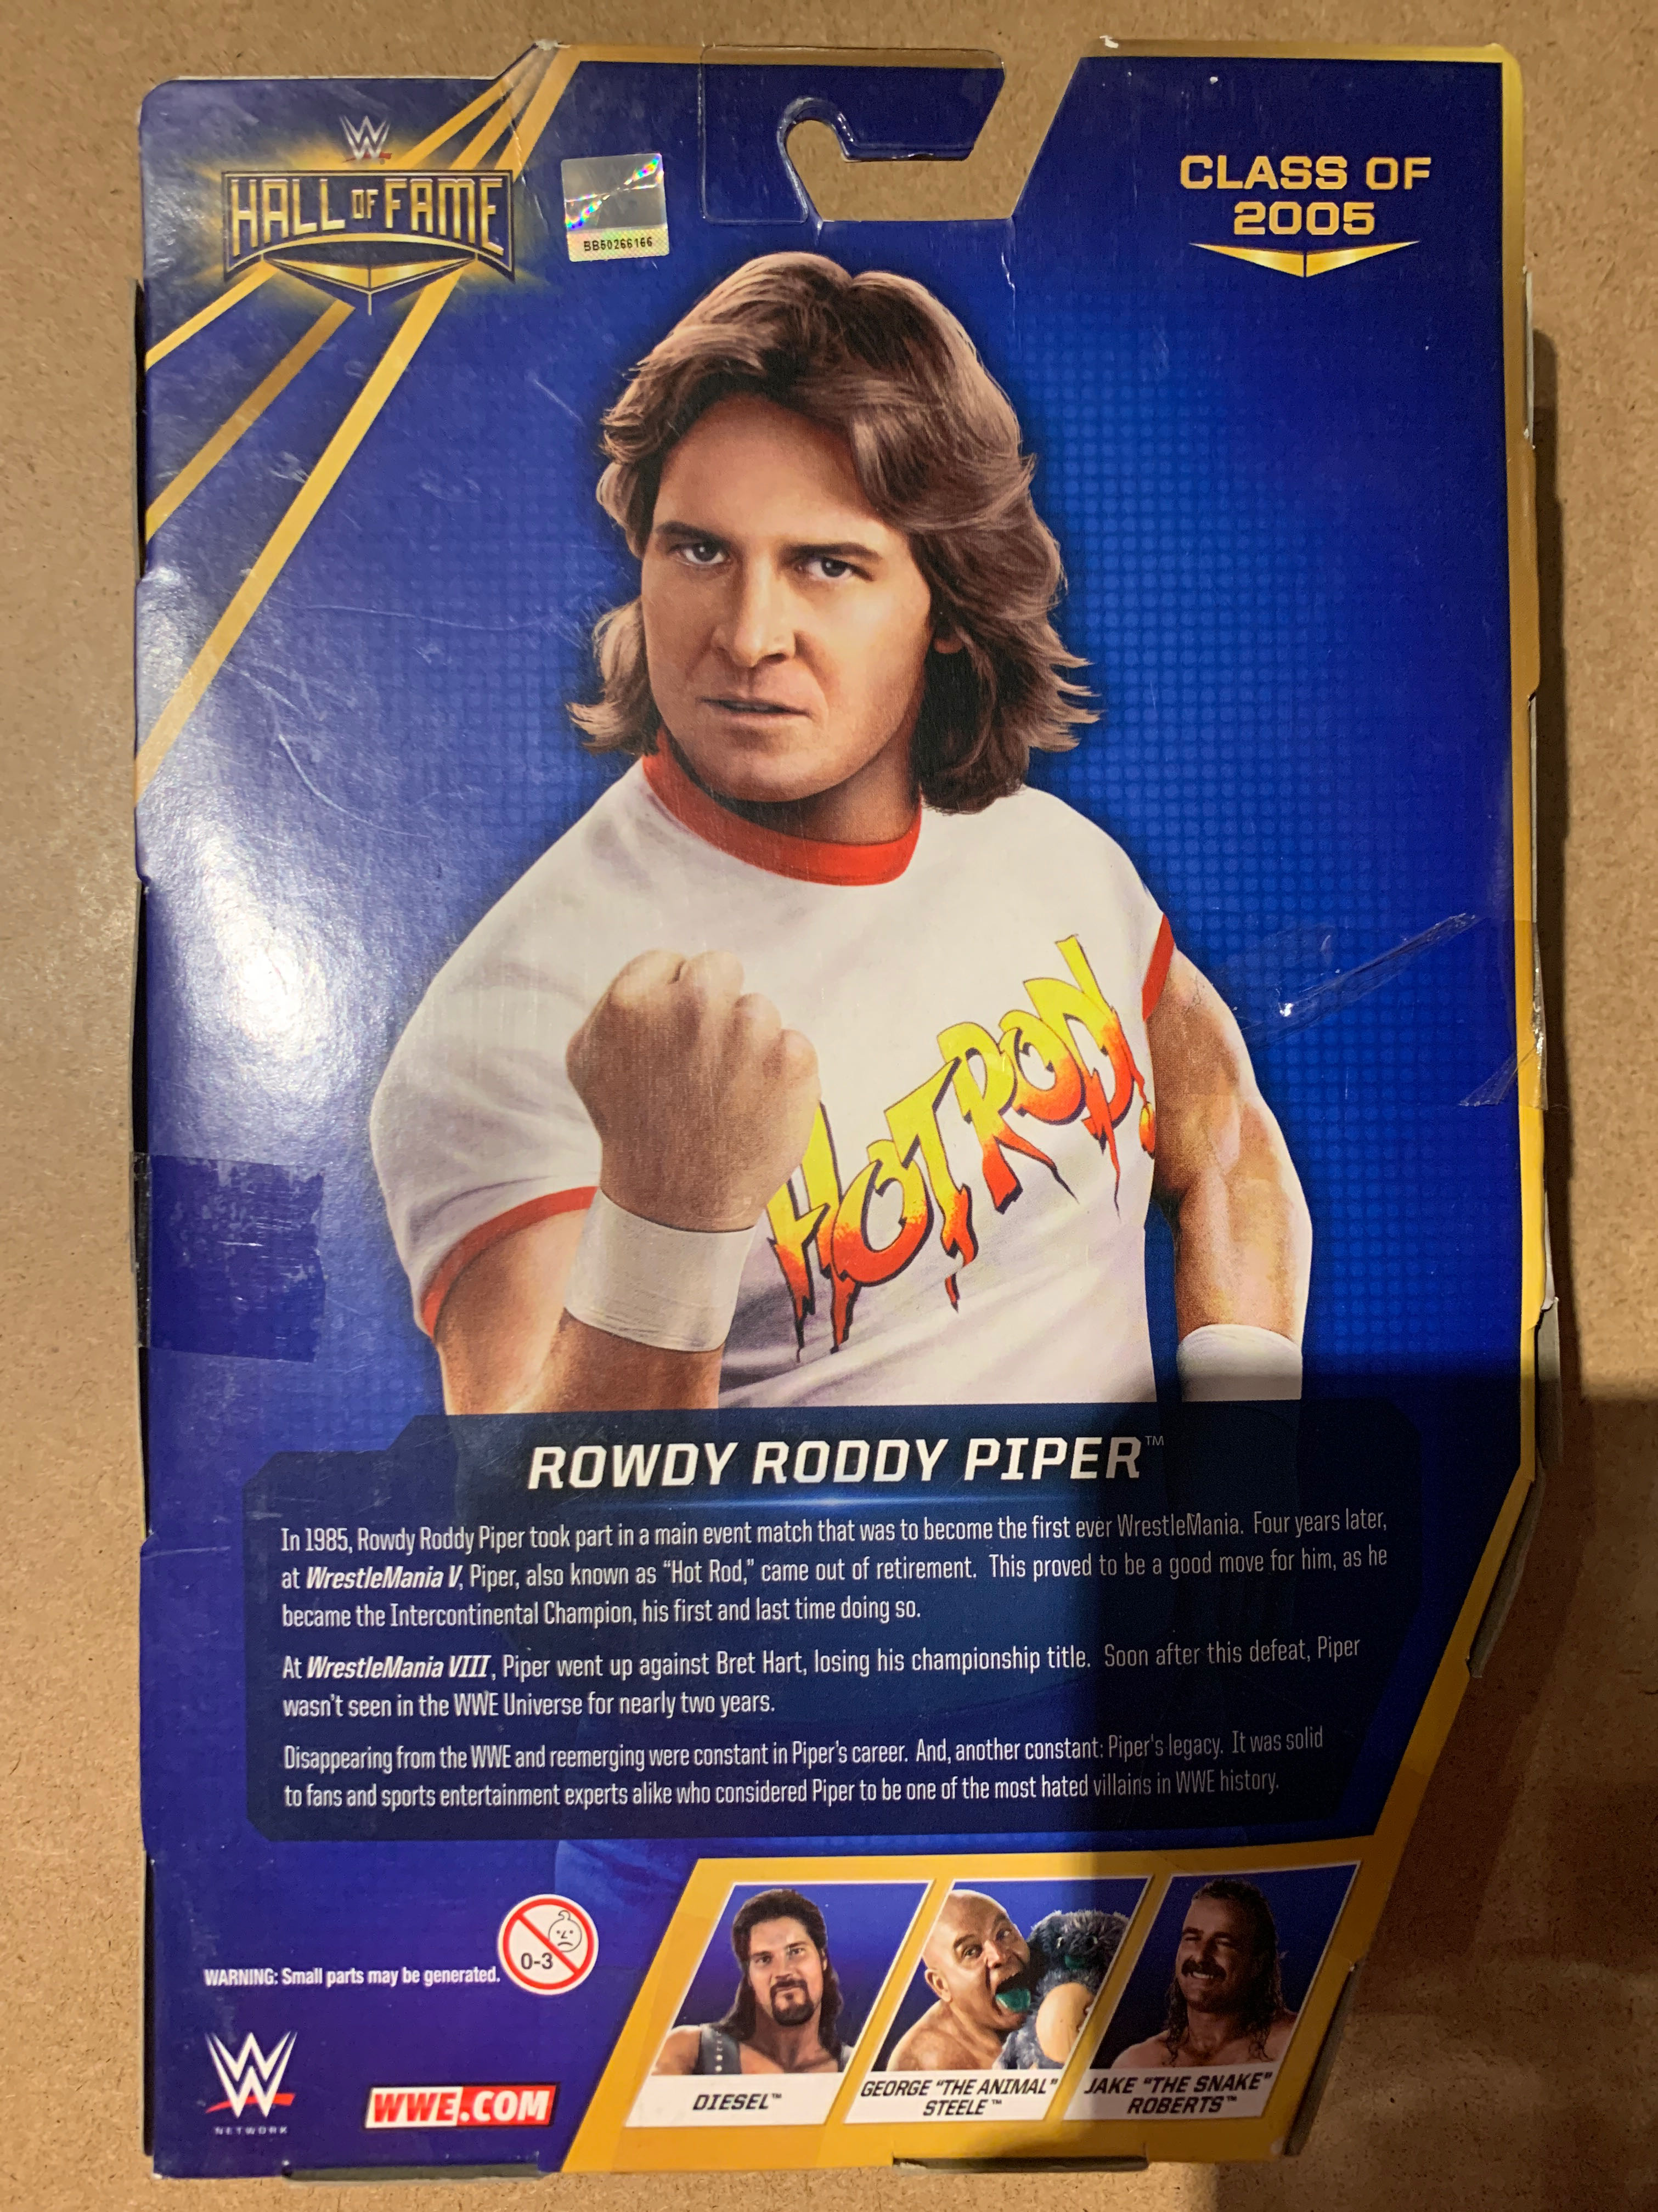 W
HALL OF FAME
BB50266166
CLASS OF
2005
HOT ROD!
ROWDY RODDY PIPER™
In 1985, Rowdy Roddy Piper took part in a main event match that was to become the first ever WrestleMania. Four years later,
at WrestleMania V, Piper, also known as “Hot Rod,” came out of retirement. This proved to be a good move for him, as he
became the Intercontinental Champion, his first and last time doing so.
At WrestleMania VIII, Piper went up against Bret Hart, losing his championship title. Soon after this defeat, Piper
wasn't seen in the WWE Universe for nearly two years.
Disappearing from the WWE and reemerging were constant in Piper's career. And, another constant: Piper's legacy. It was solid
to fans and sports entertainment experts alike who considered Piper to be one of the most hated villains in WWE history.
WARNING: Small parts may be generated.
0-3
W
NETWORK
WWE.COM
DIESEL™
GEORGE “THE ANIMAL”
STEELE™
JAKE “THE SNAKE”
ROBERTS™